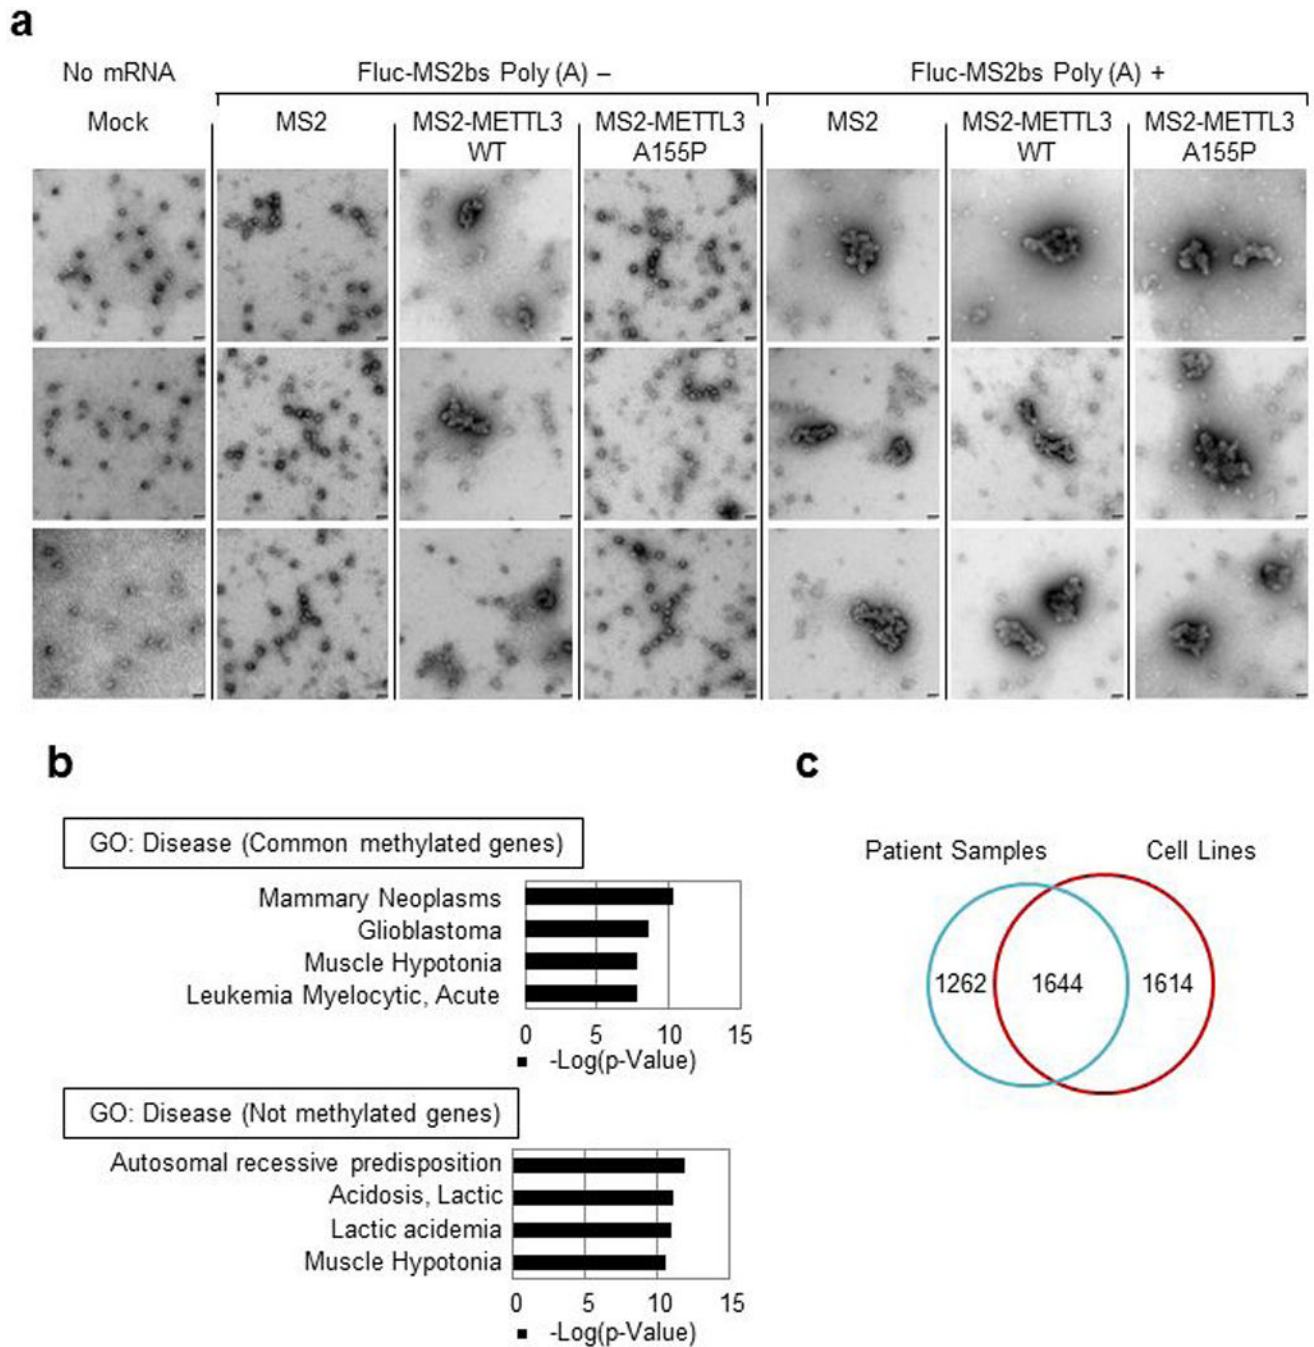 a
No mRNA
Fluc-MS2bs Poly (A) –
Fluc-MS2bs Poly (A) +
Mock
MS2
MS2-METTL3
WT
MS2-METTL3
A155P
MS2
MS2-METTL3
WT
MS2-METTL3
A155P
b
GO: Disease (Common methylated genes)
Mammary Neoplasms
Glioblastoma
Muscle Hypotonia
Leukemia Myelocytic, Acute
0 5 10 15
-Log(p-Value)
GO: Disease (Not methylated genes)
Autosomal recessive predisposition
Acidosis, Lactic
Lactic acidemia
Muscle Hypotonia
0 5 10 15
-Log(p-Value)
c
Patient Samples
Cell Lines
1262 1644 1614